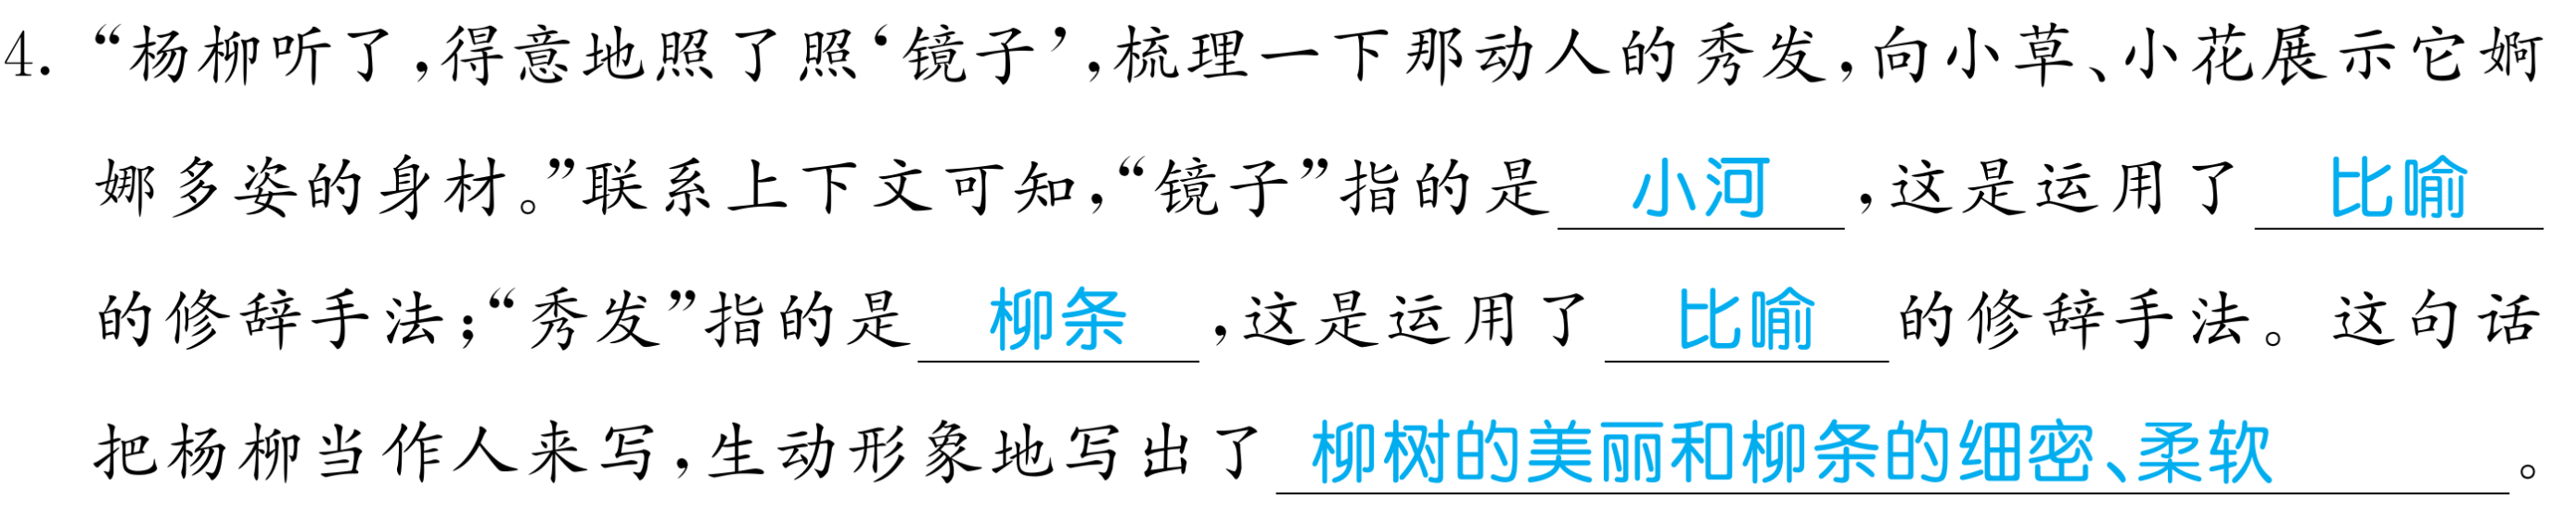 4. “杨柳听了,得意地照了照‘镜子’,梳理一下那动人的秀发,向小草、小花展示它婀
娜多姿的身材。”联系上下文可知,“镜子”指的是 小河 ,这是运用了 比喻
的修辞手法;“秀发”指的是 柳条 ,这是运用了 比喻 的修辞手法。这句话
把杨柳当作人来写,生动形象地写出了 柳树的美丽和柳条的细密、柔软 。